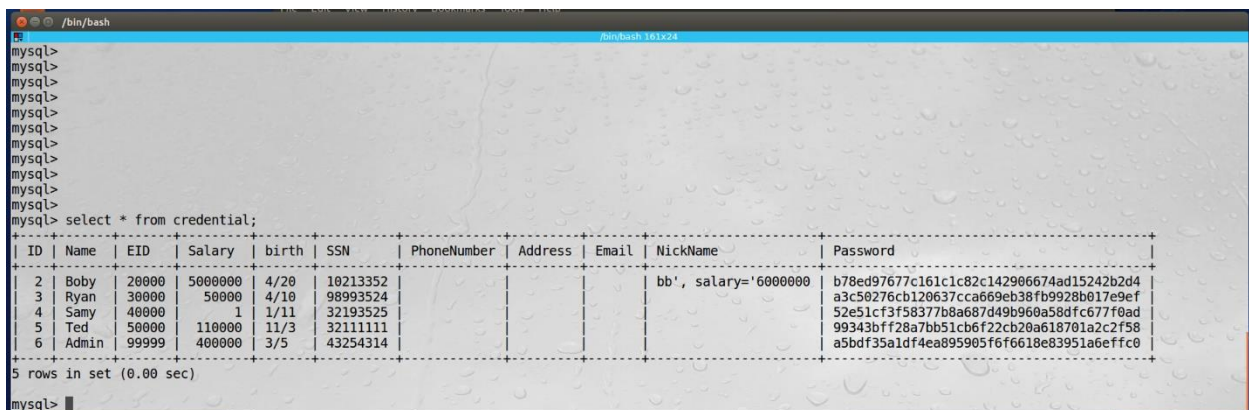 /bin/bash
/bin/bash 161x24
mysql>
mysql>
mysql>
mysql>
mysql>
mysql>
mysql>
mysql>
mysql>
mysql>
mysql>
mysql> select * from credential;
+----+-------+-------+---------+-------+----------+-------------+---------+-------+----------------------+------------------------------------------+
| ID | Name | EID | Salary | birth | SSN | PhoneNumber | Address | Email | NickName | Password |
+----+-------+-------+---------+-------+----------+-------------+---------+-------+----------------------+------------------------------------------+
| 2 | Boby | 20000 | 5000000 | 4/20 | 10213352 | | | | bb', salary='6000000 | b78ed97677c161c1c82c142906674ad15242b2d4 |
| 3 | Ryan | 30000 | 50000 | 4/10 | 98993524 | | | | | a3c50276cb120637cca669eb38fb9928b017e9ef |
| 4 | Samy | 40000 | 1 | 1/11 | 32193525 | | | | | 52e51cf3f58377b8a687d49b960a58dfc677f0ad |
| 5 | Ted | 50000 | 110000 | 11/3 | 32111111 | | | | | 99343bff28a7bb51cb6f22cb20a618701a2c2f58 |
| 6 | Admin | 99999 | 400000 | 3/5 | 43254314 | | | | | a5bdf35a1df4ea895905f6f6618e83951a6effc0 |
+----+-------+-------+---------+-------+----------+-------------+---------+-------+----------------------+------------------------------------------+
5 rows in set (0.00 sec)
mysql>